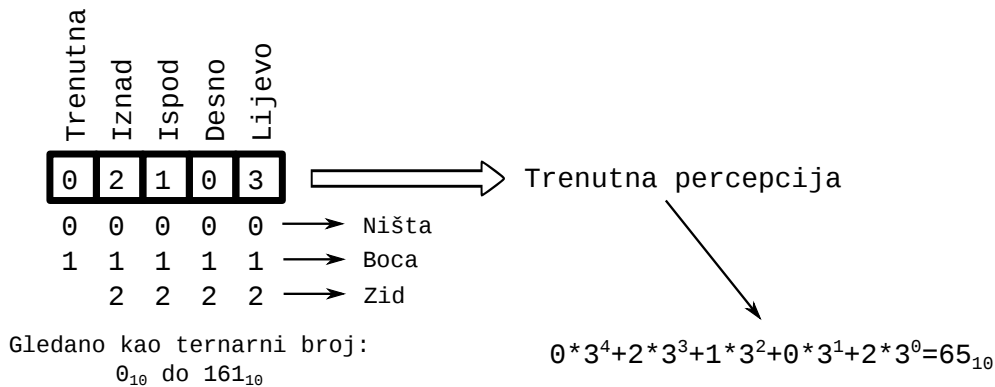 Trenutna
Iznad
Ispod
Desno
Lijevo
0 2 1 0 3
Trenutna percepcija
0 0 0 0 0 Ništa
1 1 1 1 1 Boca
2 2 2 2 Zid
Gledano kao ternarni broj:
0₁₀ do 161₁₀
0*3⁴+2*3³+1*3²+0*3¹+2*3⁰=65₁₀